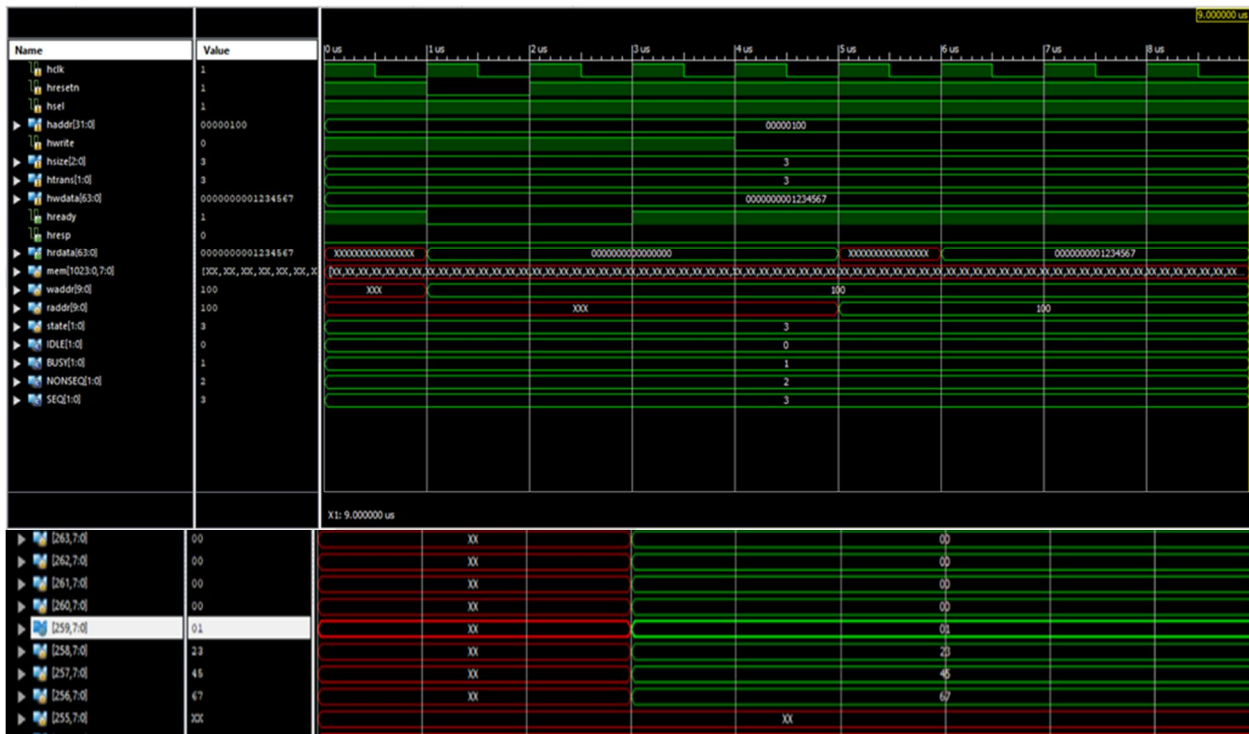 9.000000 us
Name Value 0 us 1 us 2 us 3 us 4 us 5 us 6 us 7 us 8 us
hclk 1
hresetn 1
hsel 1
haddr[31:0] 00000100 00000100
hwrite 0
hsize[2:0] 3 3
htrans[1:0] 3 3
hwdata[63:0] 0000000001234567 0000000001234567
hready 1
hresp 0
hrdata[63:0] 0000000001234567 XXXXXXXXXXXXXXXX 0000000000000000 XXXXXXXXXXXXXXXX 0000000001234567
mem[1023:0,7:0] [XX,XX,XX,XX,XX,XX,X
waddr[9:0] 100 XXX 100
raddr[9:0] 100 XXX 100
state[1:0] 3 3
IDLE[1:0] 0 0
BUSY[1:0] 1 1
NONSEQ[1:0] 2 2
SEQ[1:0] 3 3
X1: 9.000000 us
[263,7:0] 00 XX 00
[262,7:0] 00 XX 00
[261,7:0] 00 XX 00
[260,7:0] 00 XX 00
[259,7:0] 01 XX 01
[258,7:0] 23 XX 23
[257,7:0] 45 XX 45
[256,7:0] 67 XX 67
[255,7:0] XX XX